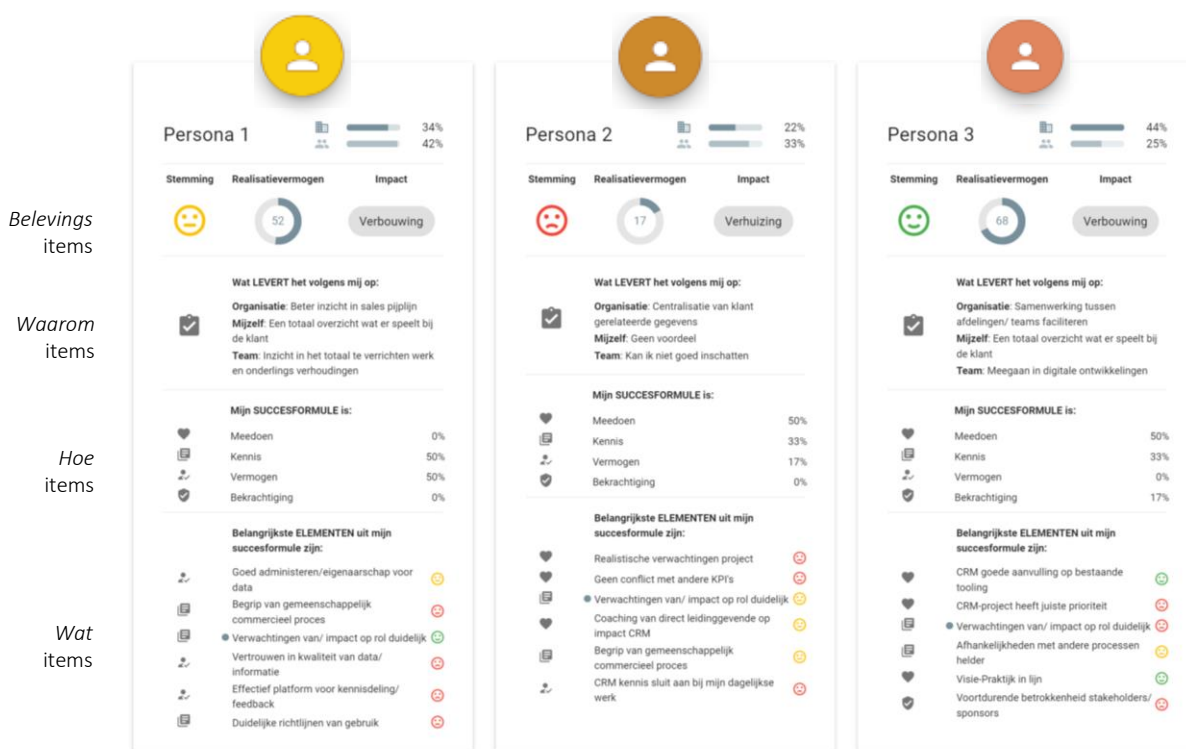 Persona 1
34%
42%
Stemming Realisatievermogen Impact
52
Verbouwing
Wat LEVERT het volgens mij op:
Organisatie: Beter inzicht in sales pijplijn
Mijzelf: Een totaal overzicht wat er speelt bij
de klant
Team: Inzicht in het totaal te verrichten werk
en onderlings verhoudingen
Mijn SUCCESFORMULE is:
Meedoen 0%
Kennis 50%
Vermogen 50%
Bekrachtiging 0%
Belangrijkste ELEMENTEN uit mijn
succesformule zijn:
Goed administeren/eigenaarschap voor
data
Begrip van gemeenschappelijk
commercieel proces
Verwachtingen van/ impact op rol duidelijk
Vertrouwen in kwaliteit van data/
informatie
Effectief platform voor kennisdeling/
feedback
Duidelijke richtlijnen van gebruik
Persona 2
22%
33%
Stemming Realisatievermogen Impact
17
Verhuizing
Wat LEVERT het volgens mij op:
Organisatie: Centralisatie van klant
gerelateerde gegevens
Mijzelf: Geen voordeel
Team: Kan ik niet goed inschatten
Mijn SUCCESFORMULE is:
Meedoen 50%
Kennis 33%
Vermogen 17%
Bekrachtiging 0%
Belangrijkste ELEMENTEN uit mijn
succesformule zijn:
Realistische verwachtingen project
Geen conflict met andere KPI's
Verwachtingen van/ impact op rol duidelijk
Coaching van direct leidinggevende op
impact CRM
Begrip van gemeenschappelijk
commercieel proces
CRM kennis sluit aan bij mijn dagelijkse
werk
Persona 3
44%
25%
Stemming Realisatievermogen Impact
68
Verbouwing
Wat LEVERT het volgens mij op:
Organisatie: Samenwerking tussen
afdelingen/ teams faciliteren
Mijzelf: Een totaal overzicht wat er speelt bij
de klant
Team: Meegaan in digitale ontwikkelingen
Mijn SUCCESFORMULE is:
Meedoen 50%
Kennis 33%
Vermogen 0%
Bekrachtiging 17%
Belangrijkste ELEMENTEN uit mijn
succesformule zijn:
CRM goede aanvulling op bestaande
tooling
CRM-project heeft juiste prioriteit
Verwachtingen van/ impact op rol duidelijk
Afhankelijkheden met andere processen
helder
Visie-Praktijk in lijn
Voortdurende betrokkenheid stakeholders/
sponsors
Belevings
items
Waarom
items
Hoe
items
Wat
items